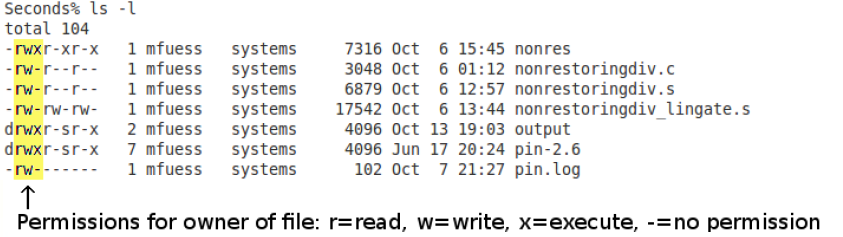 Seconds% ls -l
total 104
-rwxr-xr-x 1 mfuess systems 7316 Oct 6 15:45 nonres
-rw-r--r-- 1 mfuess systems 3048 Oct 6 01:12 nonrestoringdiv.c
-rw-r--r-- 1 mfuess systems 6879 Oct 6 12:57 nonrestoringdiv.s
-rw-rw-rw- 1 mfuess systems 17542 Oct 6 13:44 nonrestoringdiv_lingate.s
drwxr-sr-x 2 mfuess systems 4096 Oct 13 19:03 output
drwxr-sr-x 7 mfuess systems 4096 Jun 17 20:24 pin-2.6
-rw------- 1 mfuess systems 102 Oct 7 21:27 pin.log
Permissions for owner of file: r=read, w=write, x=execute, -=no permission